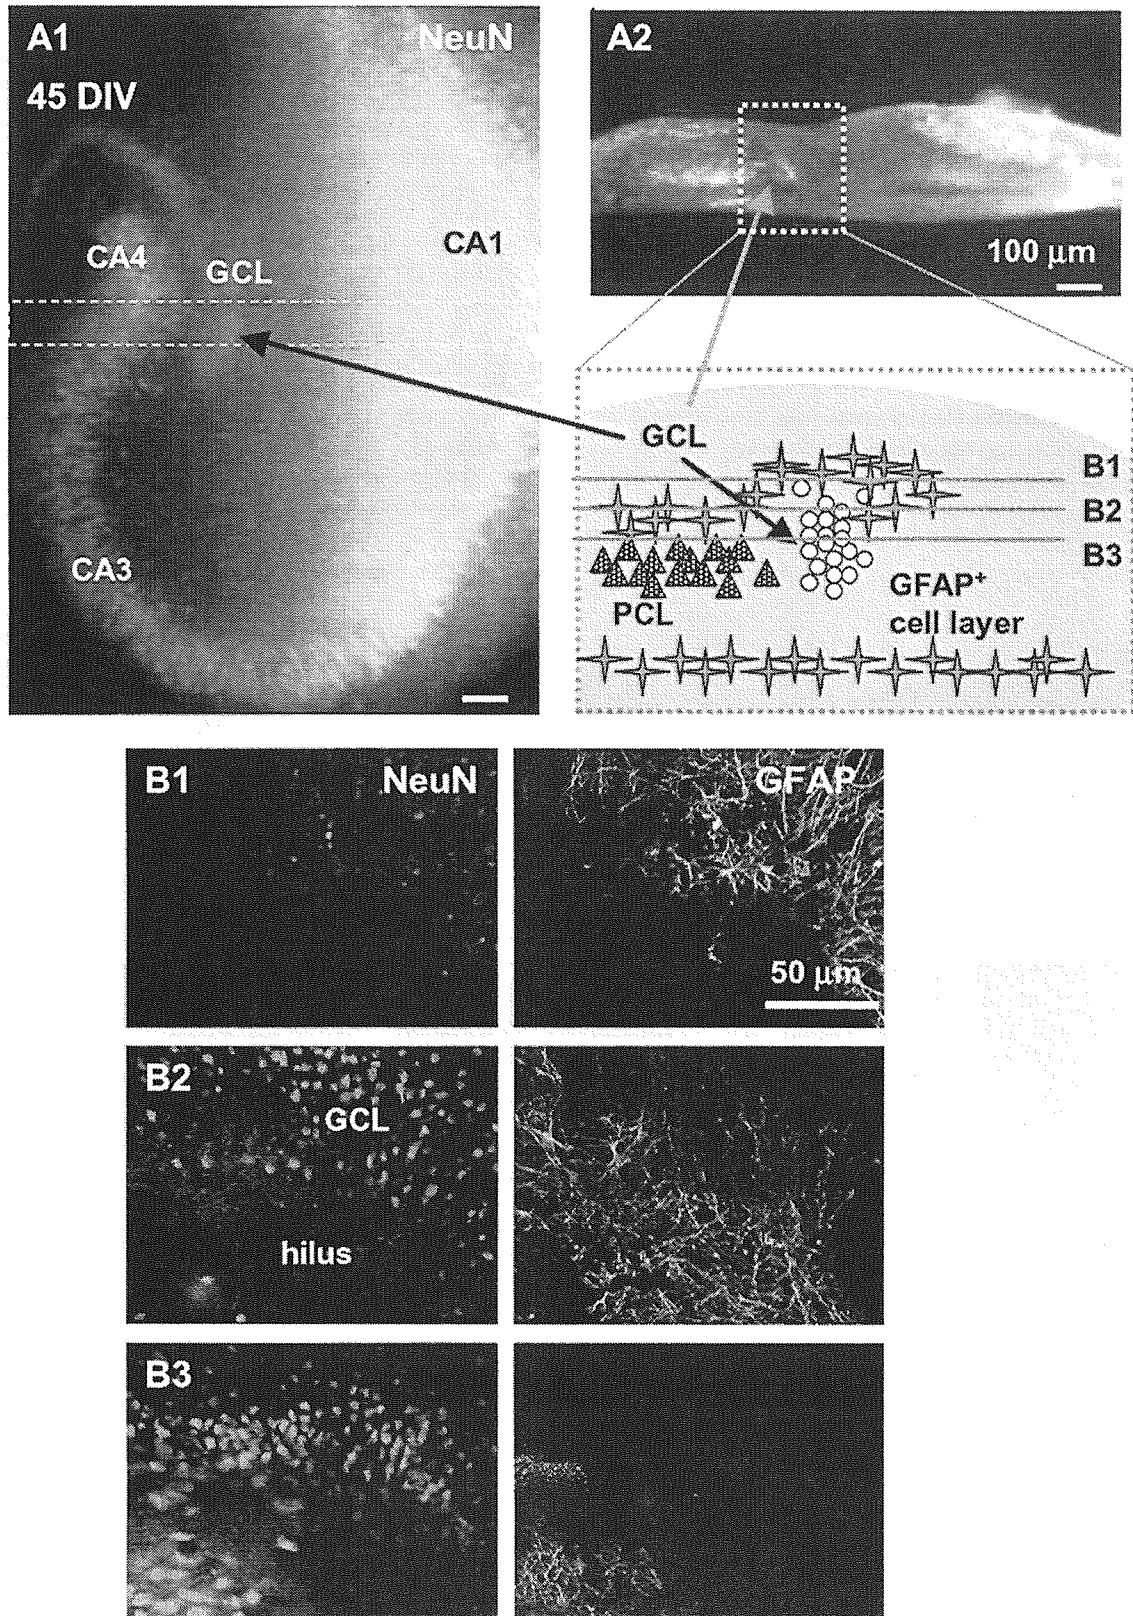 A1
NeuN
45 DIV
CA4
GCL
CA1
CA3
A2
100 μm
GCL
B1
B2
B3
PCL
GFAP+
cell layer
B1
NeuN
GFAP
50 μm
B2
GCL
hilus
B3